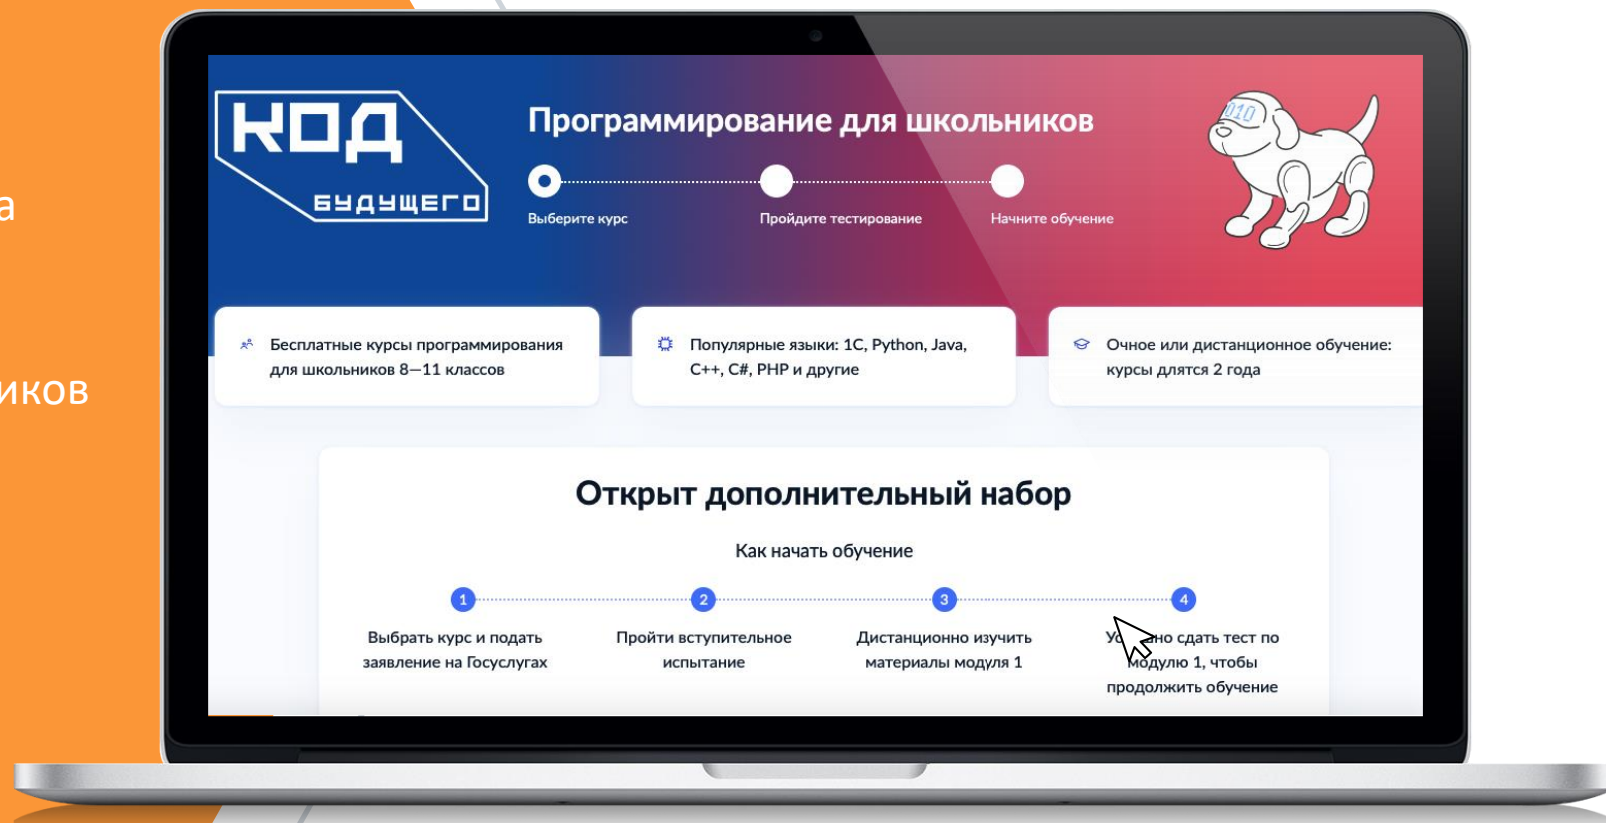 а
иков
КОД
БУДУЩЕГО
Программирование для школьников
Выберите курс
Пройдите тестирование
Начните обучение
010
Бесплатные курсы программирования
для школьников 8—11 классов
Популярные языки: 1С, Python, Java,
C++, C#, PHP и другие
Очное или дистанционное обучение:
курсы длятся 2 года
Открыт дополнительный набор
Как начать обучение
1
2
3
4
Выбрать курс и подать
заявление на Госуслугах
Пройти вступительное
испытание
Дистанционно изучить
материалы модуля 1
сдать тест по
модулю 1, чтобы
продолжить обучение